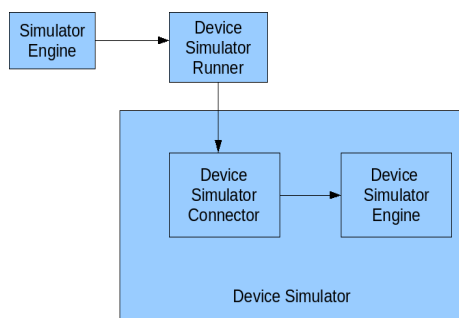 Simulator
Engine
Device
Simulator
Runner
Device
Simulator
Connector
Device
Simulator
Engine
Device Simulator